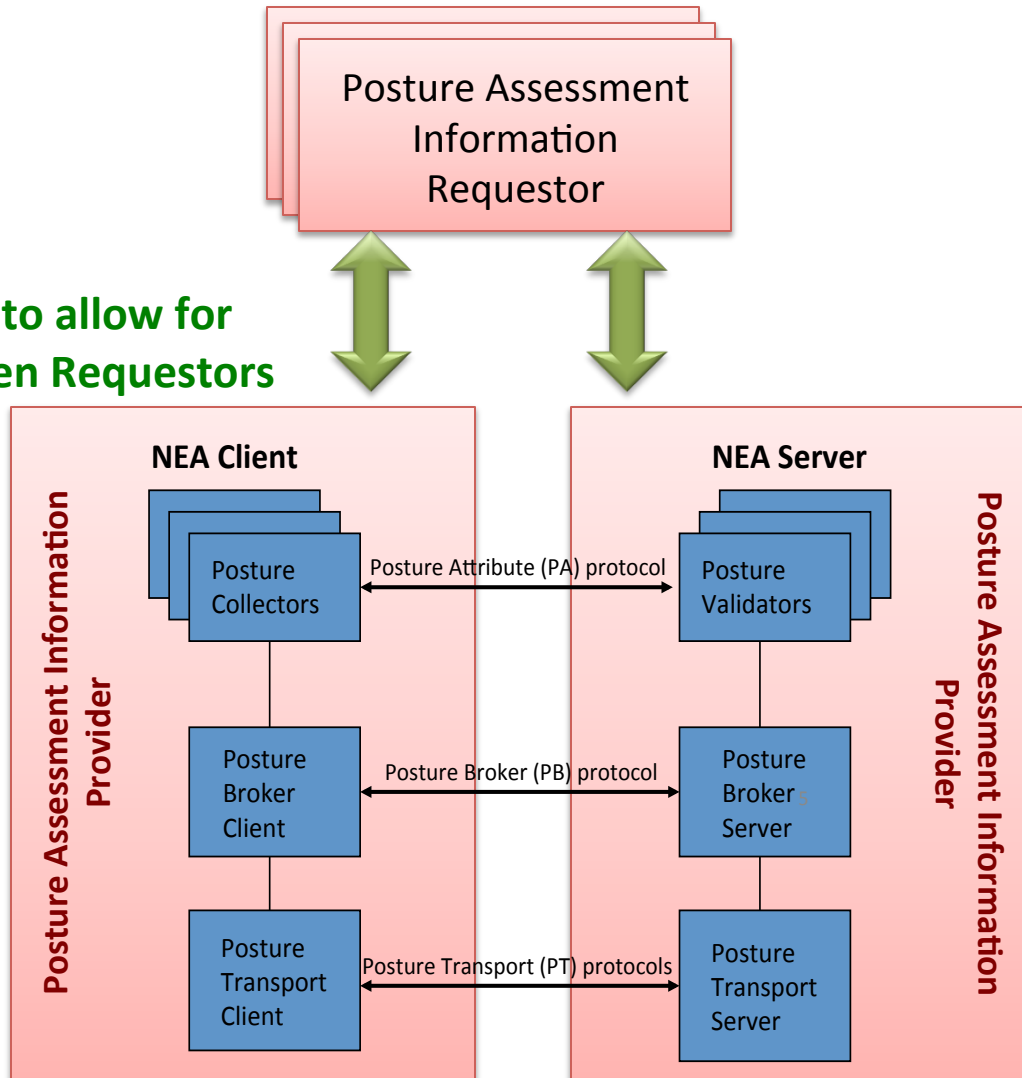 Posture Assessment
Information
Requestor
to allow for
en Requestors
NEA Client
NEA Server
Posture Assessment Information
Provider
Posture
Collectors
Posture Attribute (PA) protocol
Posture
Validators
Posture Assessment Information
Provider
Posture
Broker
Client
Posture Broker (PB) protocol
Posture
Broker
Server
Posture
Transport
Client
Posture Transport (PT) protocols
Posture
Transport
Server